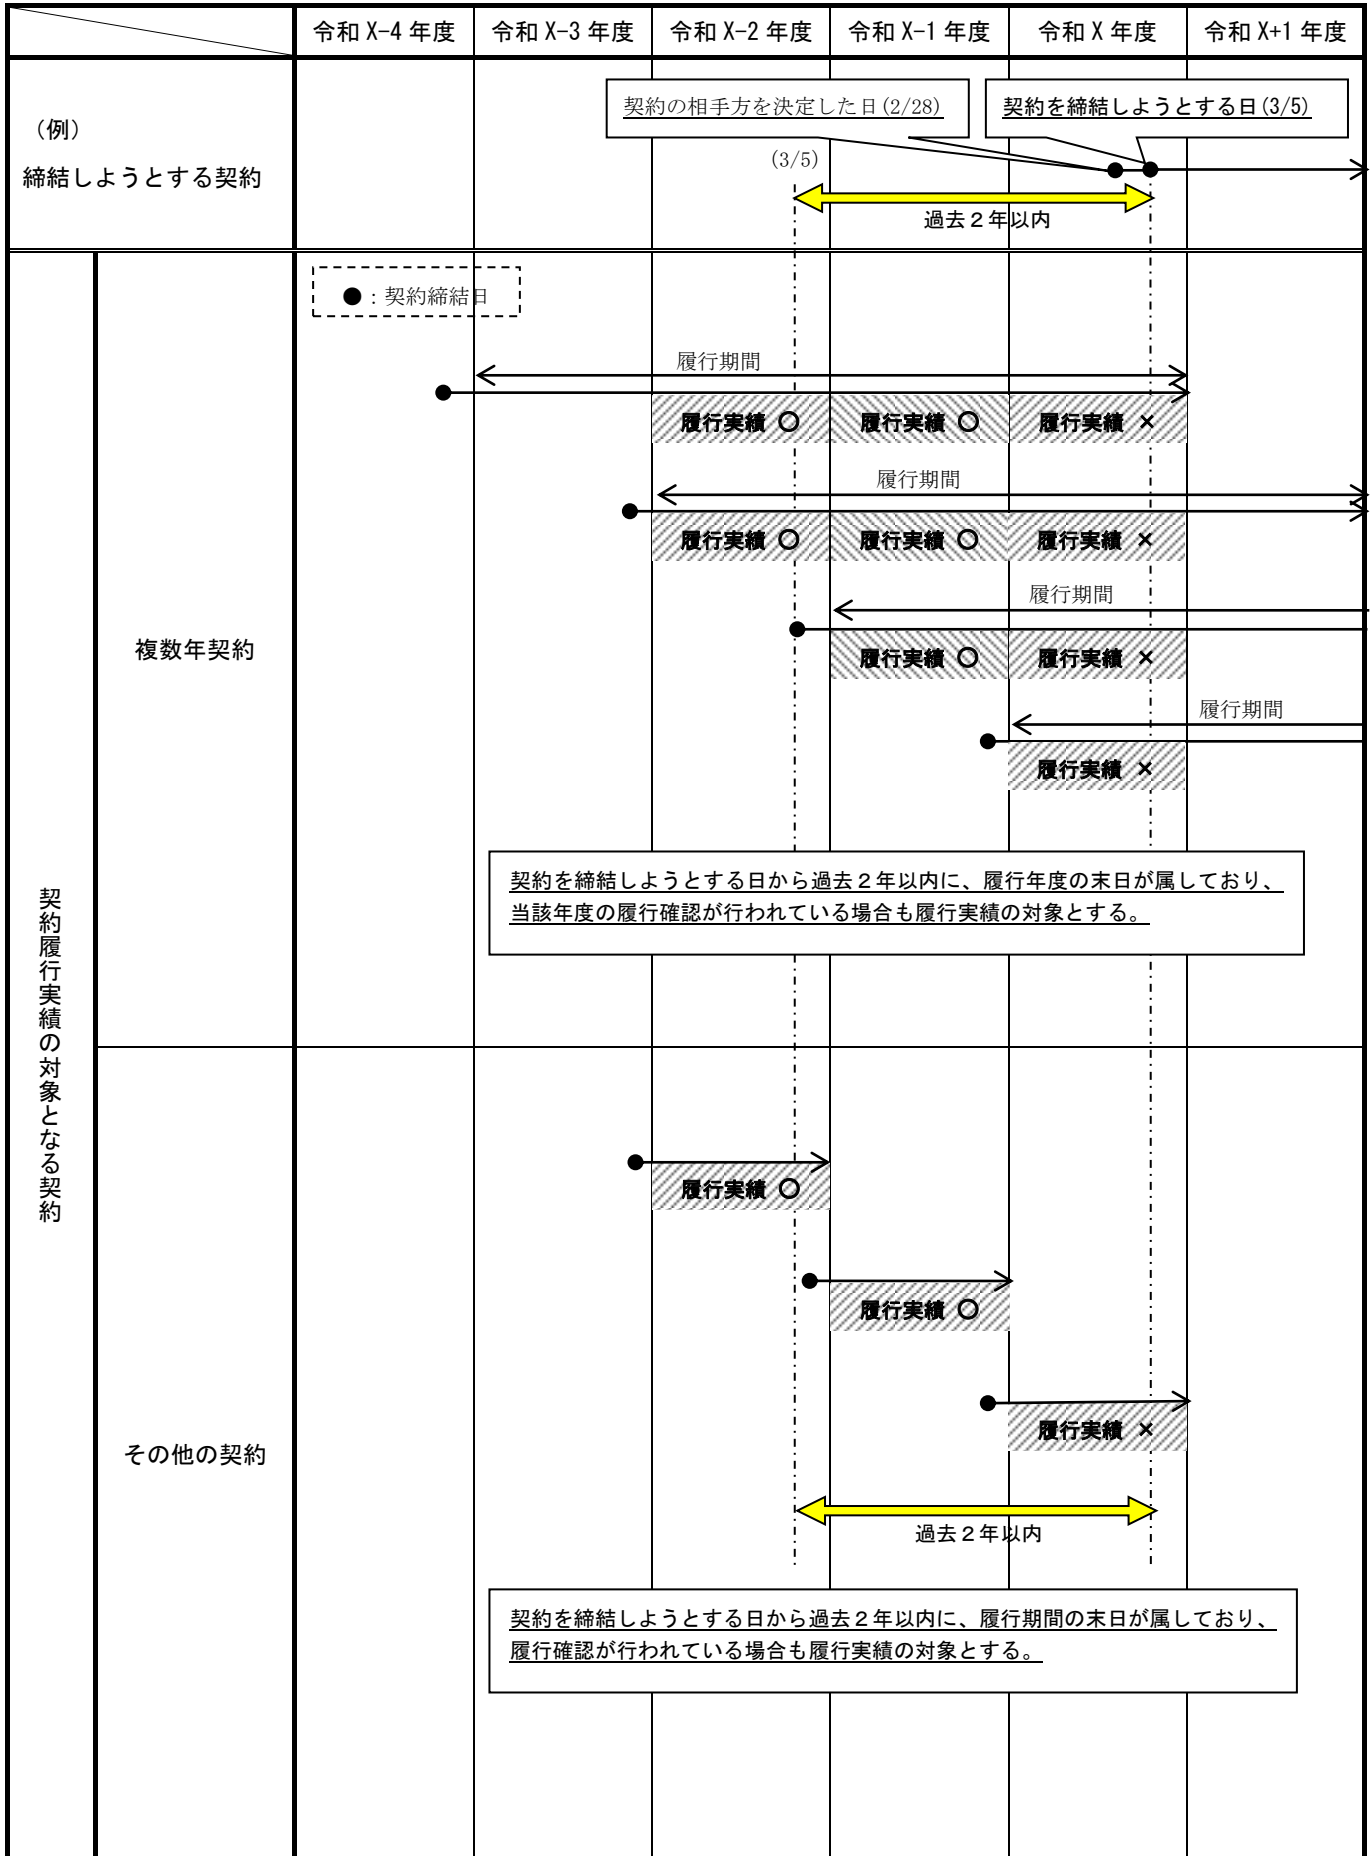 令和 X-4 年度
令和 X-3 年度
令和 X-2 年度
令和 X-1 年度
令和 X 年度
令和 X+1 年度
（例）
締結しようとする契約
契約の相手方を決定した日(2/28)
契約を締結しようとする日(3/5)
(3/5)
過去２年以内
契約履行実績の対象となる契約
複数年契約
●：契約締結日
履行期間
履行実績 〇
履行実績 〇
履行実績 ×
履行期間
履行実績 〇
履行実績 〇
履行実績 ×
履行期間
履行実績 〇
履行実績 ×
履行期間
履行実績 ×
契約を締結しようとする日から過去２年以内に、履行年度の末日が属しており、
当該年度の履行確認が行われている場合も履行実績の対象とする。
その他の契約
履行実績 〇
履行実績 〇
履行実績 ×
過去２年以内
契約を締結しようとする日から過去２年以内に、履行期間の末日が属しており、
履行確認が行われている場合も履行実績の対象とする。